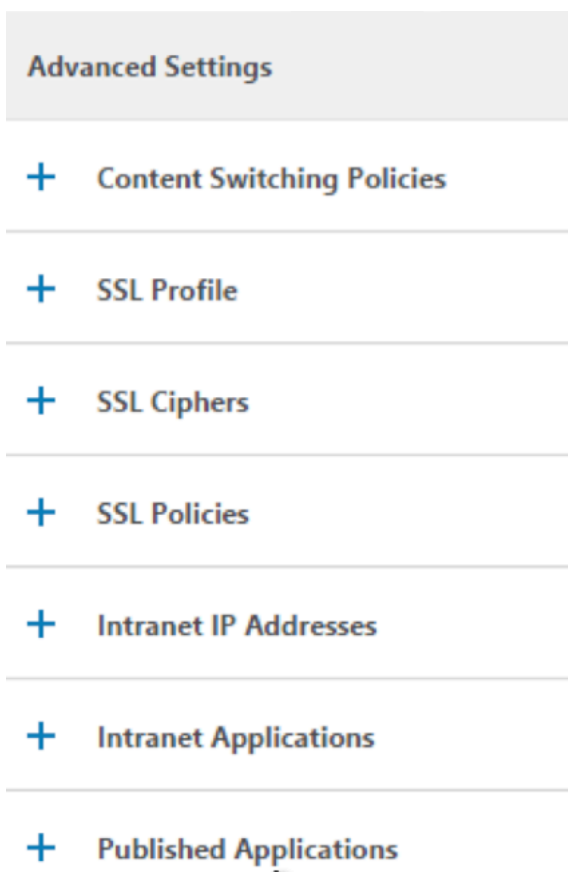 Advanced Settings
Content Switching Policies
SSL Profile
SSL Ciphers
SSL Policies
Intranet IP Addresses
Intranet Applications
Published Applications